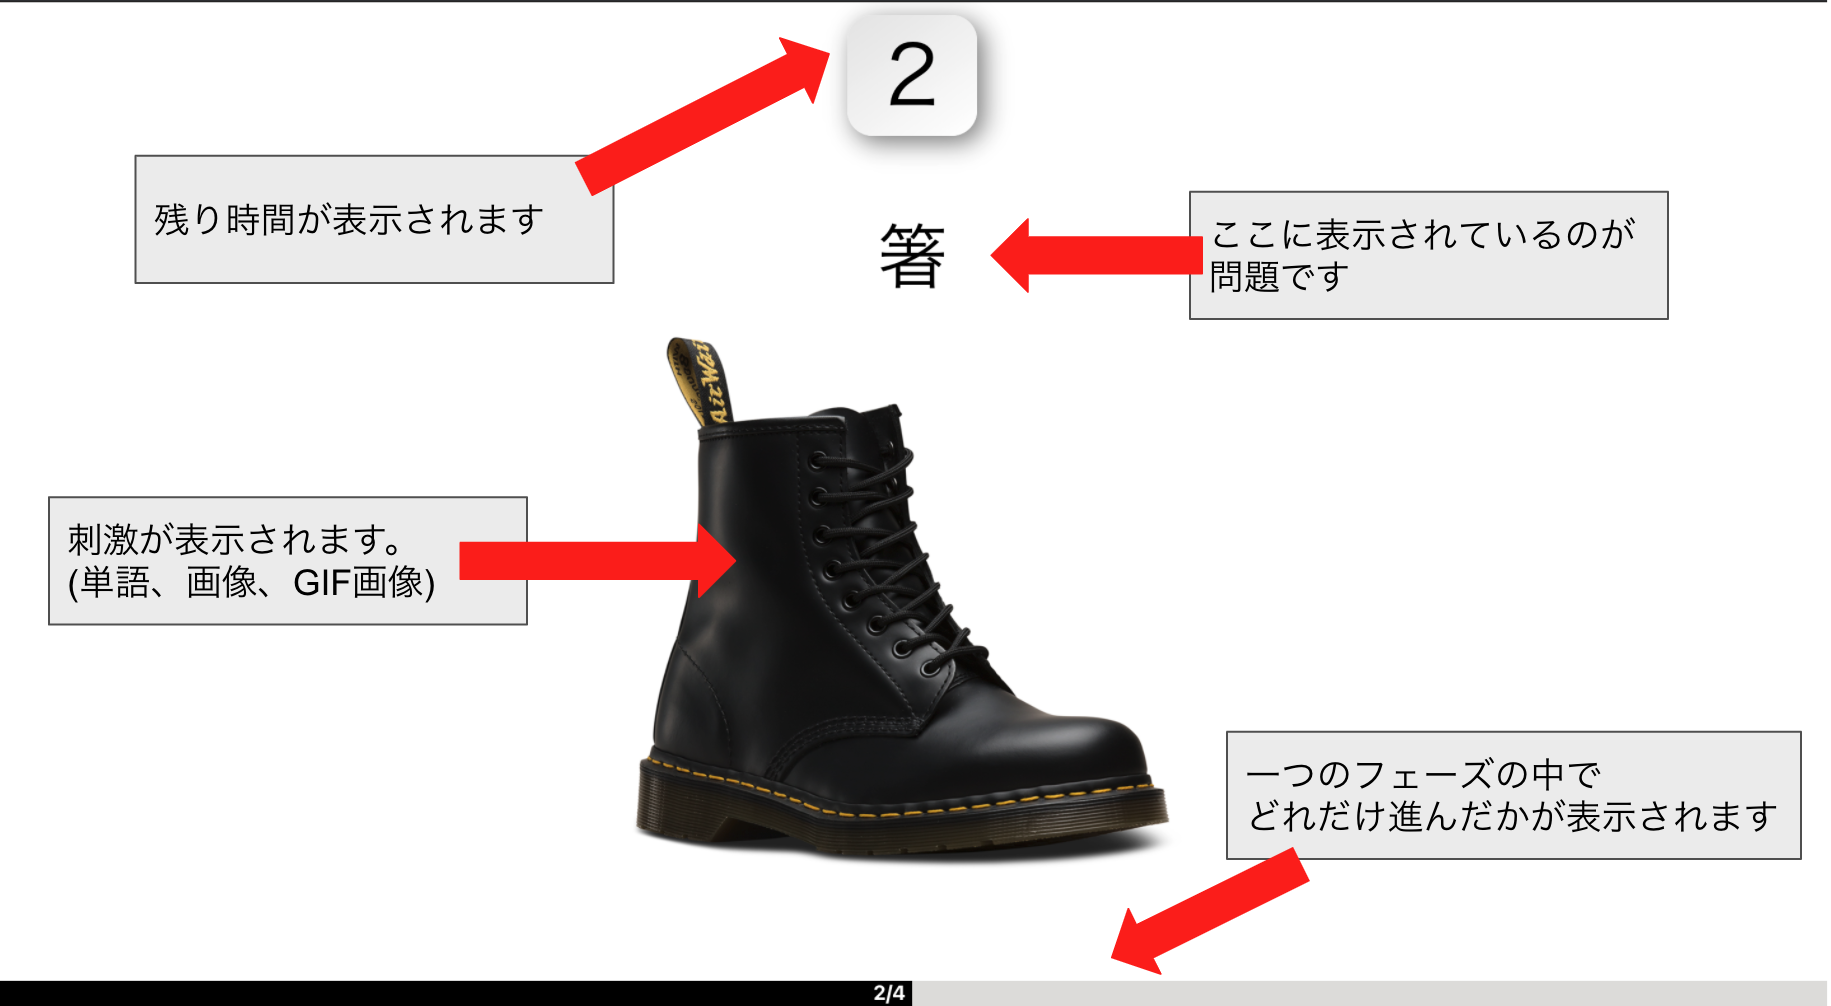 2
残り時間が表示されます
箸
ここに表示されているのが
問題です
AirWai
刺激が表示されます。
(単語、画像、GIF画像)
一つのフェーズの中で
どれだけ進んだかが表示されます
2/4